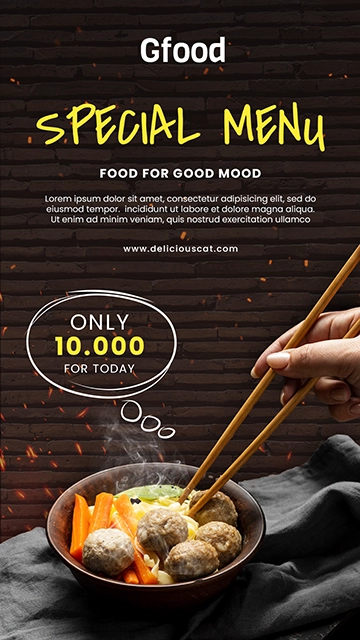 Gfood
SPECIAL MENU
FOOD FOR GOOD MOOD
Lorem ipsum dolor sit amet, consectetur adipisicing elit, sed do
eiusmod tempor. incididunt ut labore et dolore magna aliqua.
Ut enim ad minim veniam, quis nostrud exercitation ullamco
www.deliciouscat.com
ONLY
10.000
FOR TODAY